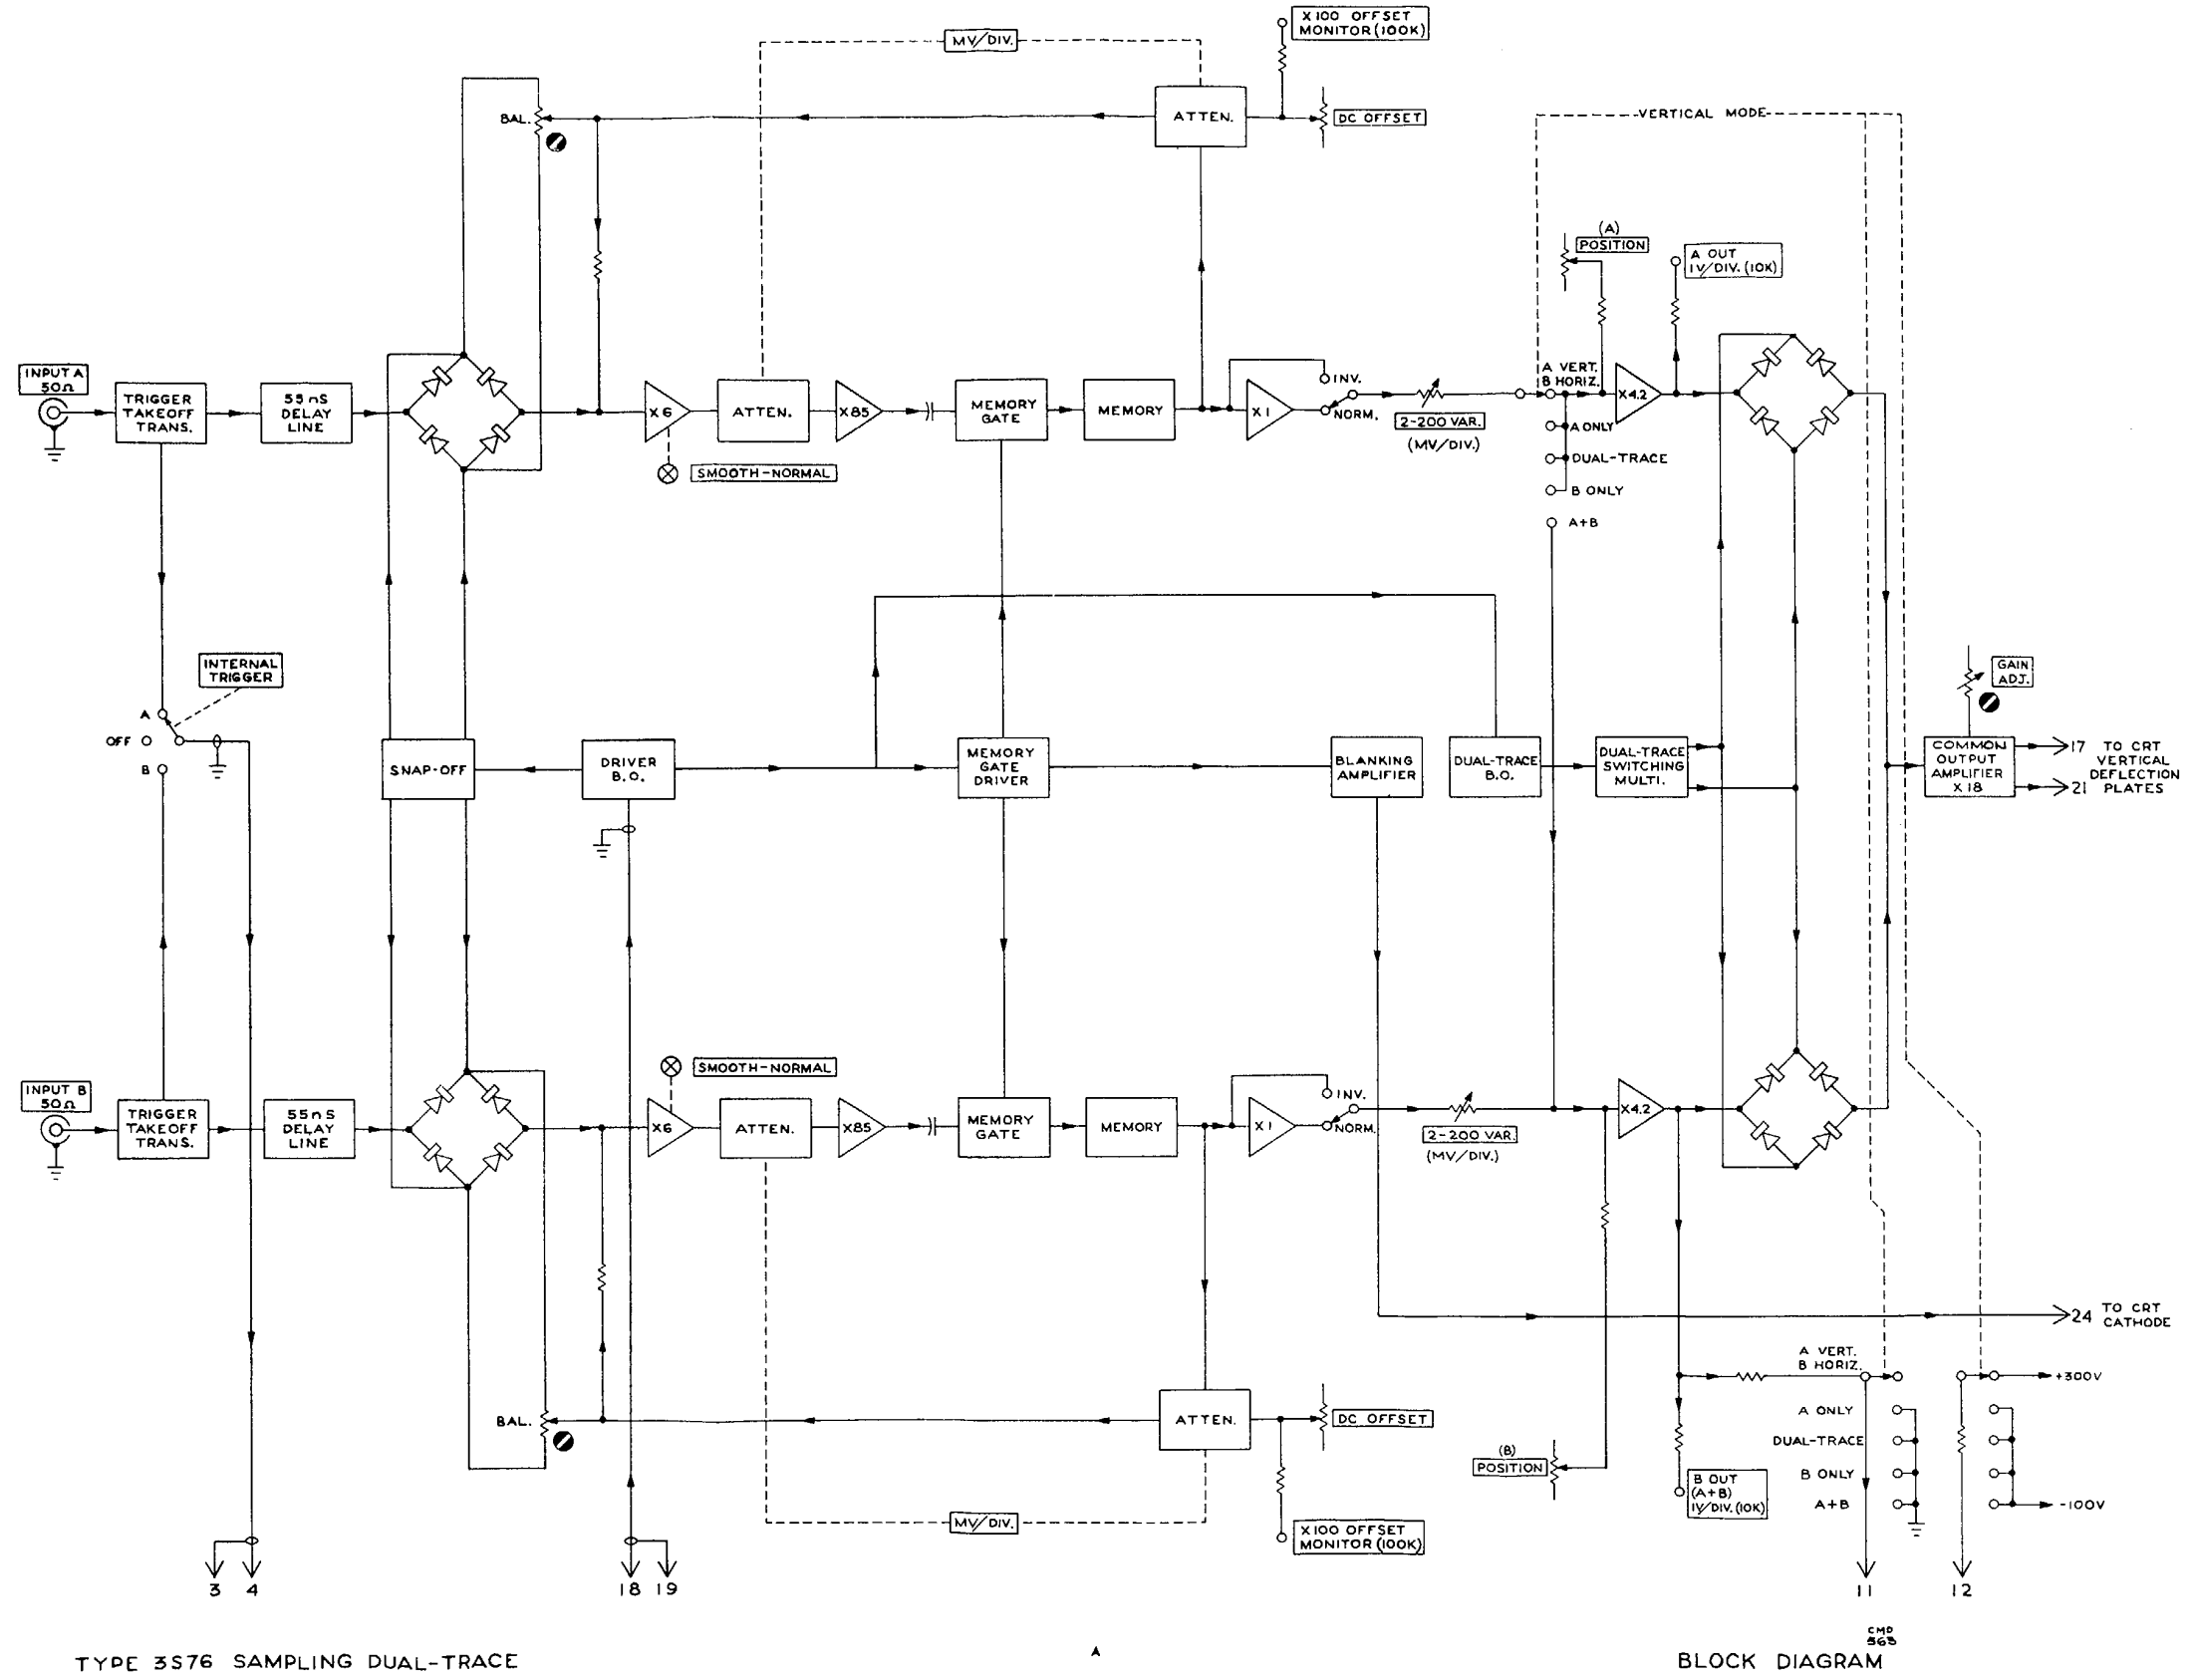 X100 OFFSET
MONITOR (100K)
MV/DIV.
BAL.
ATTEN.
DC OFFSET
VERTICAL MODE
(A)
POSITION
A OUT
1V/DIV. (10K)
INPUT A
50Ω
TRIGGER
TAKEOFF
TRANS.
55 nS
DELAY
LINE
X6
ATTEN.
X85
MEMORY
GATE
MEMORY
X1
INV.
NORM.
2-200 VAR.
(MV/DIV.)
A VERT.
B HORIZ.
X4.2
A ONLY
DUAL-TRACE
B ONLY
A+B
SMOOTH-NORMAL
INTERNAL
TRIGGER
A
OFF
B
SNAP-OFF
DRIVER
B.O.
MEMORY
GATE
DRIVER
BLANKING
AMPLIFIER
DUAL-TRACE
B.O.
DUAL-TRACE
SWITCHING
MULTI.
GAIN
ADJ.
COMMON
OUTPUT
AMPLIFIER
X18
17
21
TO CRT
VERTICAL
DEFLECTION
PLATES
SMOOTH-NORMAL
INPUT B
50Ω
TRIGGER
TAKEOFF
TRANS.
55nS
DELAY
LINE
X6
ATTEN.
X85
MEMORY
GATE
MEMORY
X1
INV.
NORM.
2-200 VAR.
(MV/DIV.)
X4.2
24 TO CRT
CATHODE
BAL.
ATTEN.
DC OFFSET
(B)
POSITION
MV/DIV.
X100 OFFSET
MONITOR (100K)
B OUT
(A+B)
1V/DIV. (10K)
A VERT.
B HORIZ.
A ONLY
DUAL-TRACE
B ONLY
A+B
+300V
-100V
3
4
18
19
11
12
CMD
563
TYPE 3S76 SAMPLING DUAL-TRACE
A
BLOCK DIAGRAM